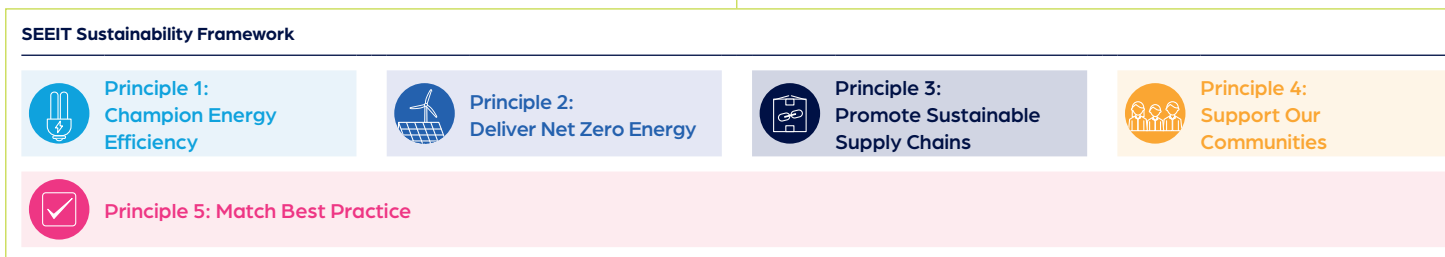 SEEIT Sustainability Framework
Principle 1:
Champion Energy
Efficiency
Principle 2:
Deliver Net Zero Energy
Principle 3:
Promote Sustainable
Supply Chains
Principle 4:
Support Our
Communities
Principle 5: Match Best Practice